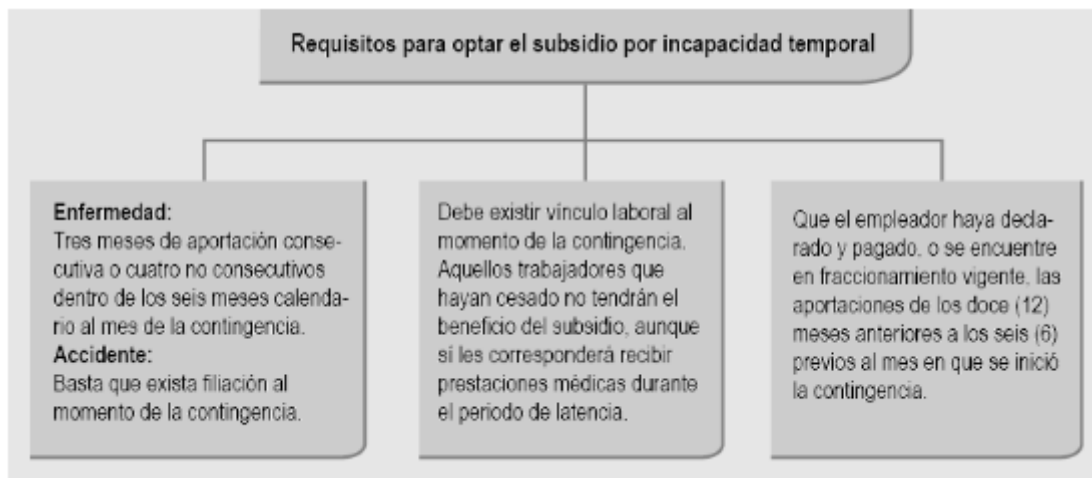 Requisitos para optar el subsidio por incapacidad temporal
Enfermedad:
Tres meses de aportación conse-
cutiva o cuatro no consecutivos
dentro de los seis meses calenda-
rio al mes de la contingencia.
Accidente:
Basta que exista filiación al
momento de la contingencia.
Debe existir vínculo laboral al
momento de la contingencia.
Aquellos trabajadores que
hayan cesado no tendrán el
beneficio del subsidio, aunque
sí les corresponderá recibir
prestaciones médicas durante
el periodo de latencia.
Que el empleador haya decla-
rado y pagado, o se encuentre
en fraccionamiento vigente, las
aportaciones de los doce (12)
meses anteriores a los seis (6)
previos al mes en que se inició
la contingencia.